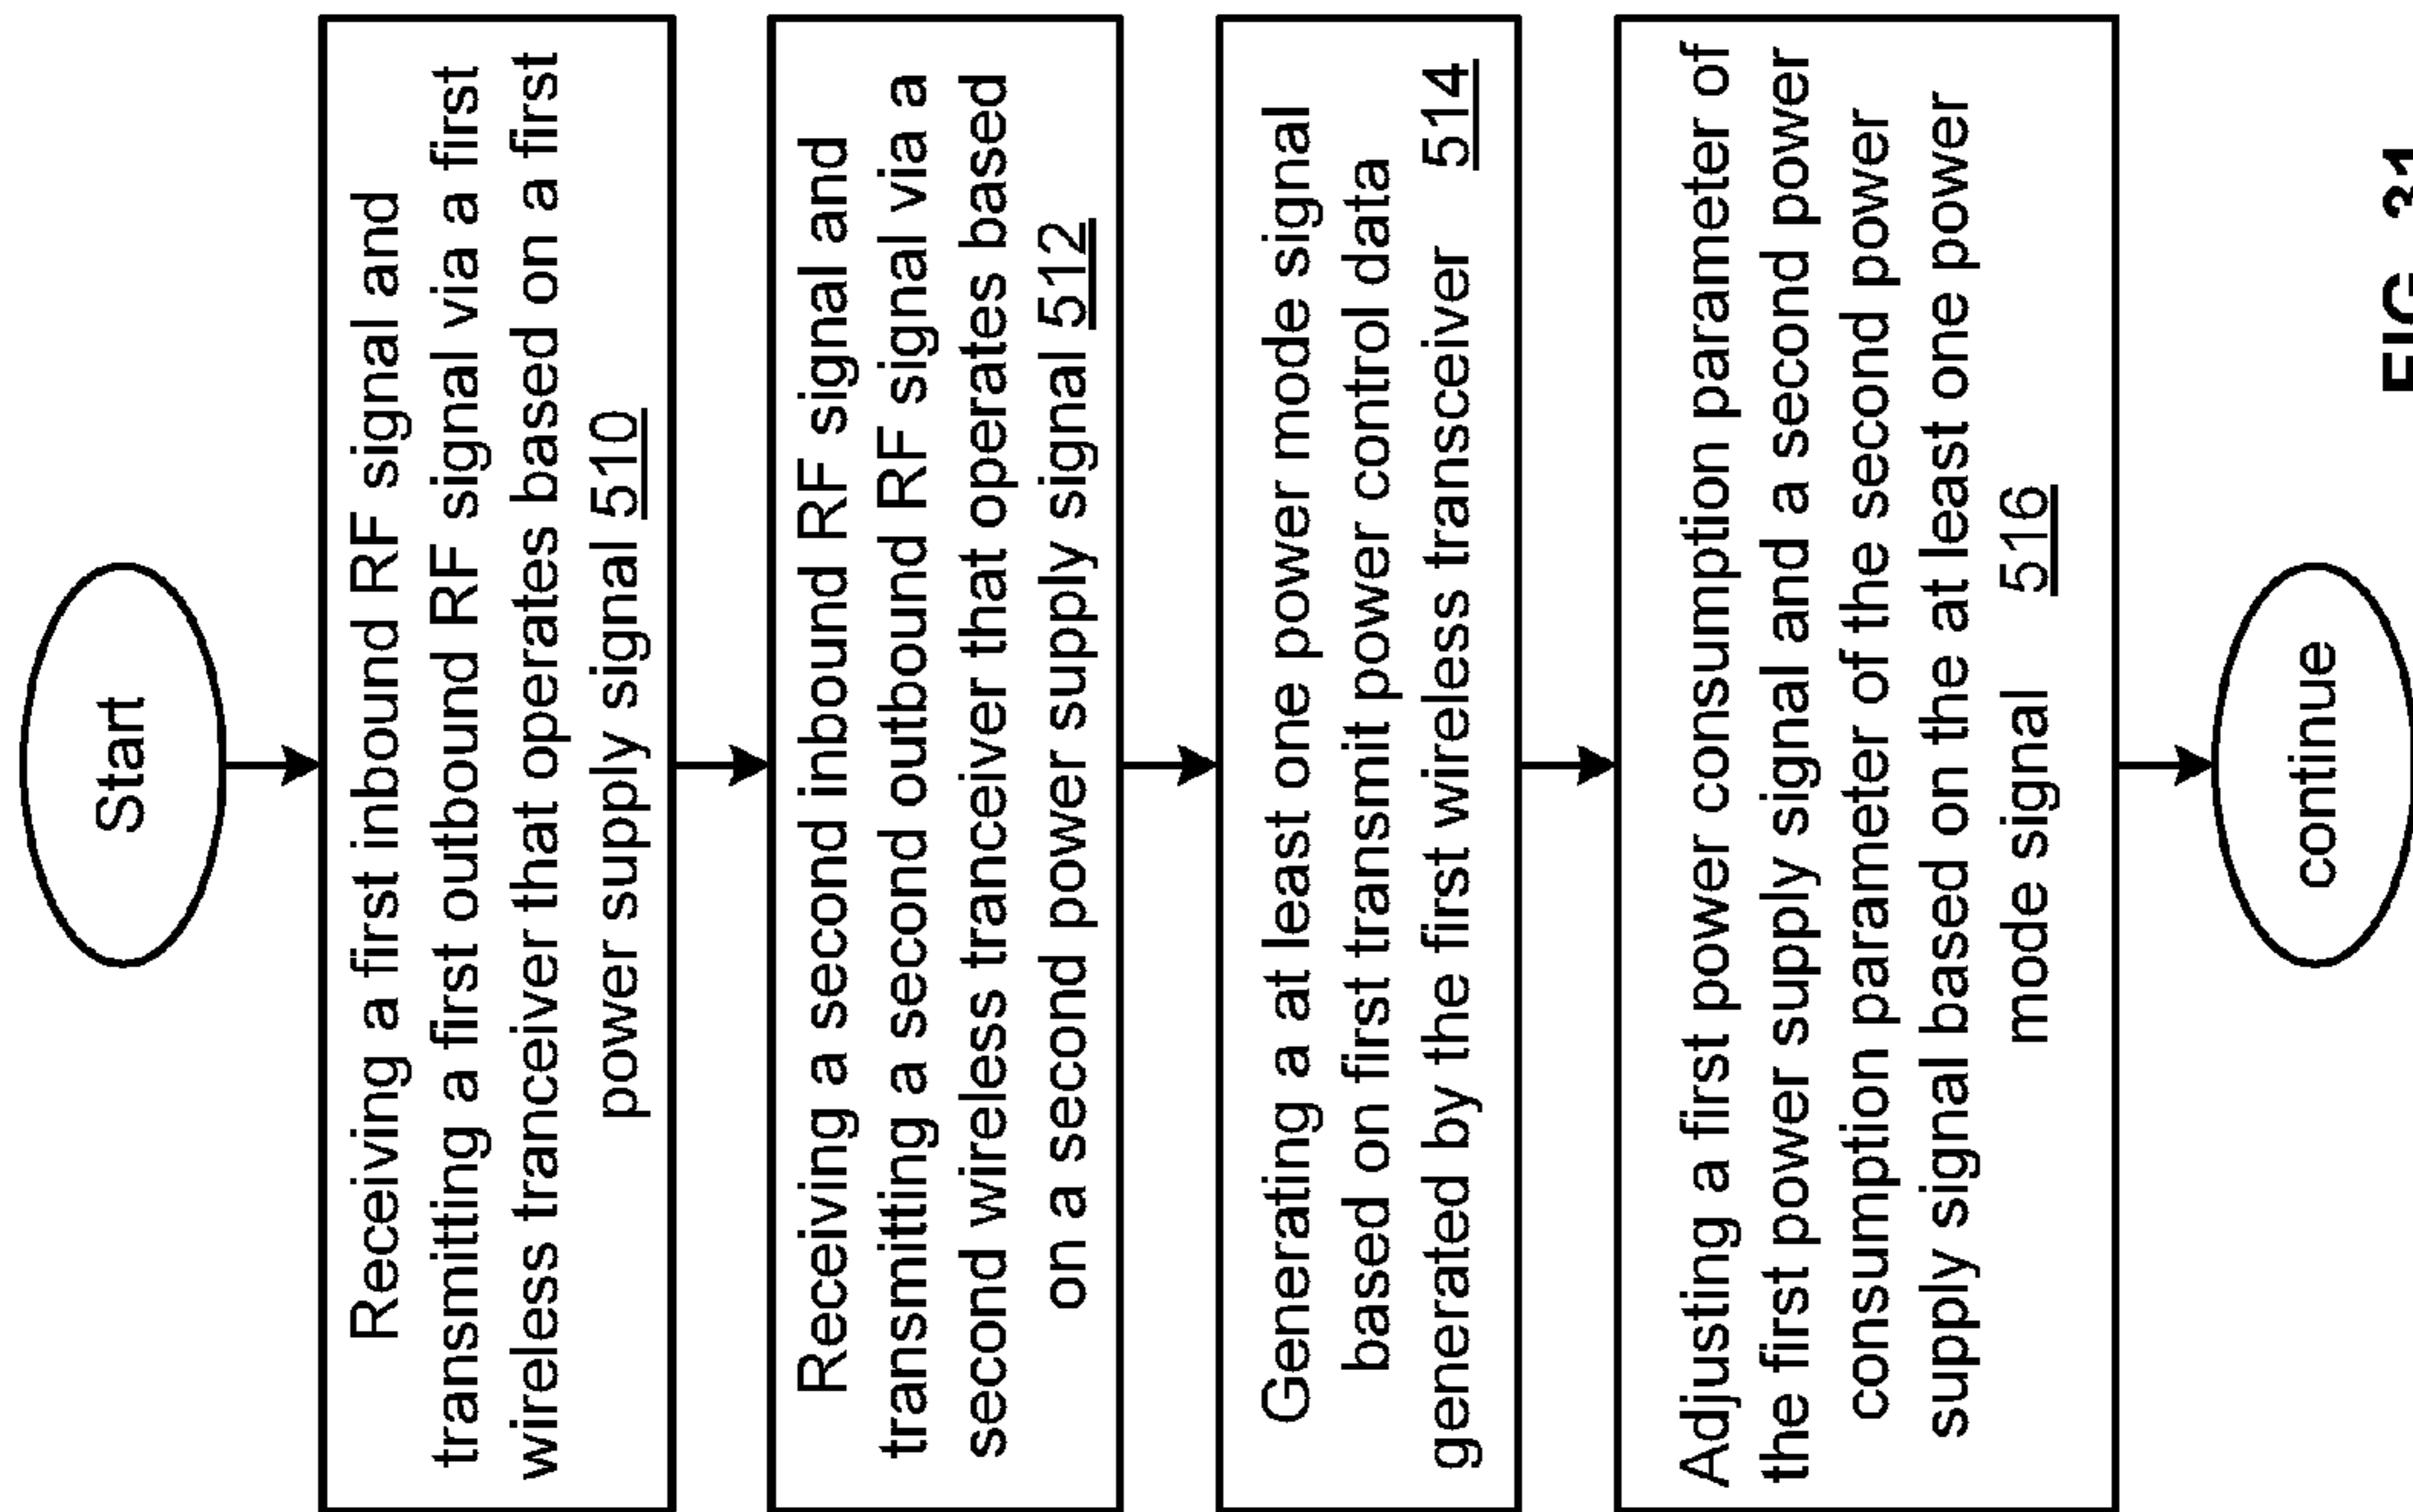 Start
Receiving a first inbound RF signal and
transmitting a first outbound RF signal via a first
wireless tranceiver that operates based on a first
power supply signal 510
Receiving a second inbound RF signal and
transmitting a second outbound RF signal via a
second wireless tranceiver that operates based
on a second power supply signal 512
Generating a at least one power mode signal
based on first transmit power control data
generated by the first wireless transceiver 514
Adjusting a first power consumption parameter of
the first power supply signal and a second power
consumption parameter of the second power
supply signal based on the at least one power
mode signal 516
continue
FIG. 31